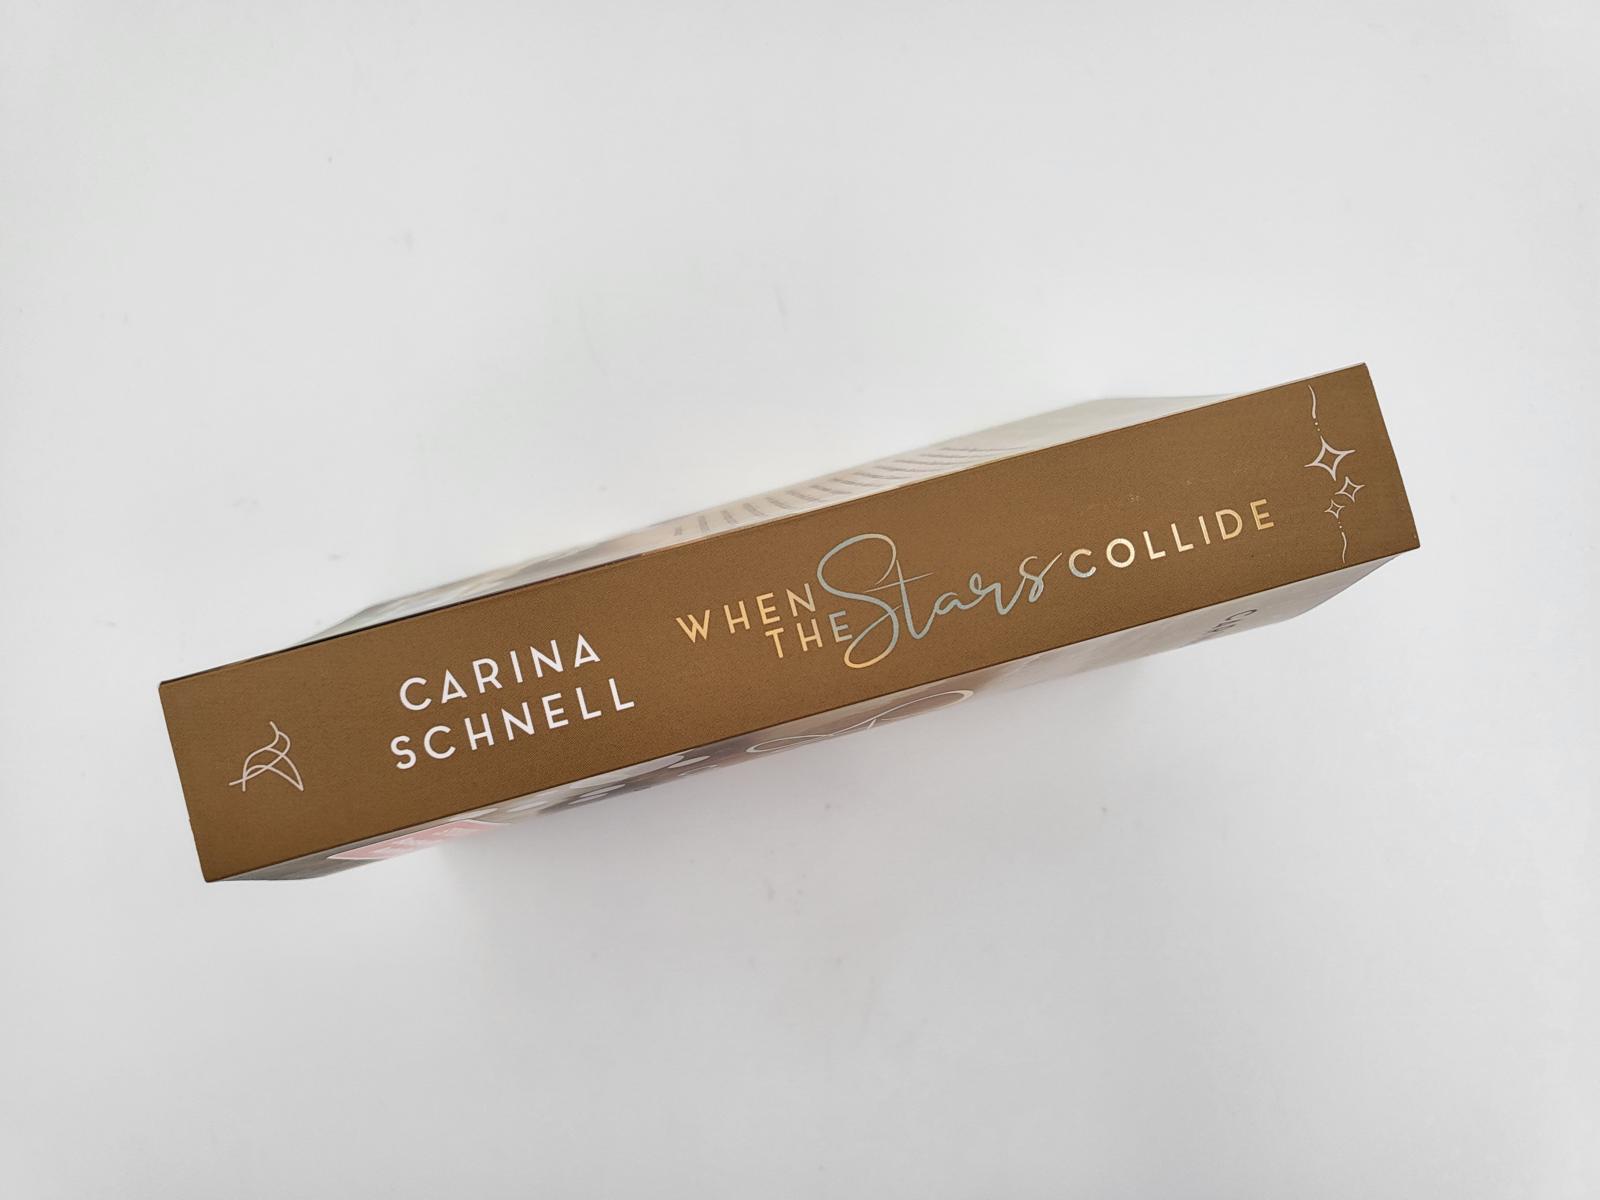 CARINA
SCHNELL
WHEN
THE Stars COLLIDE